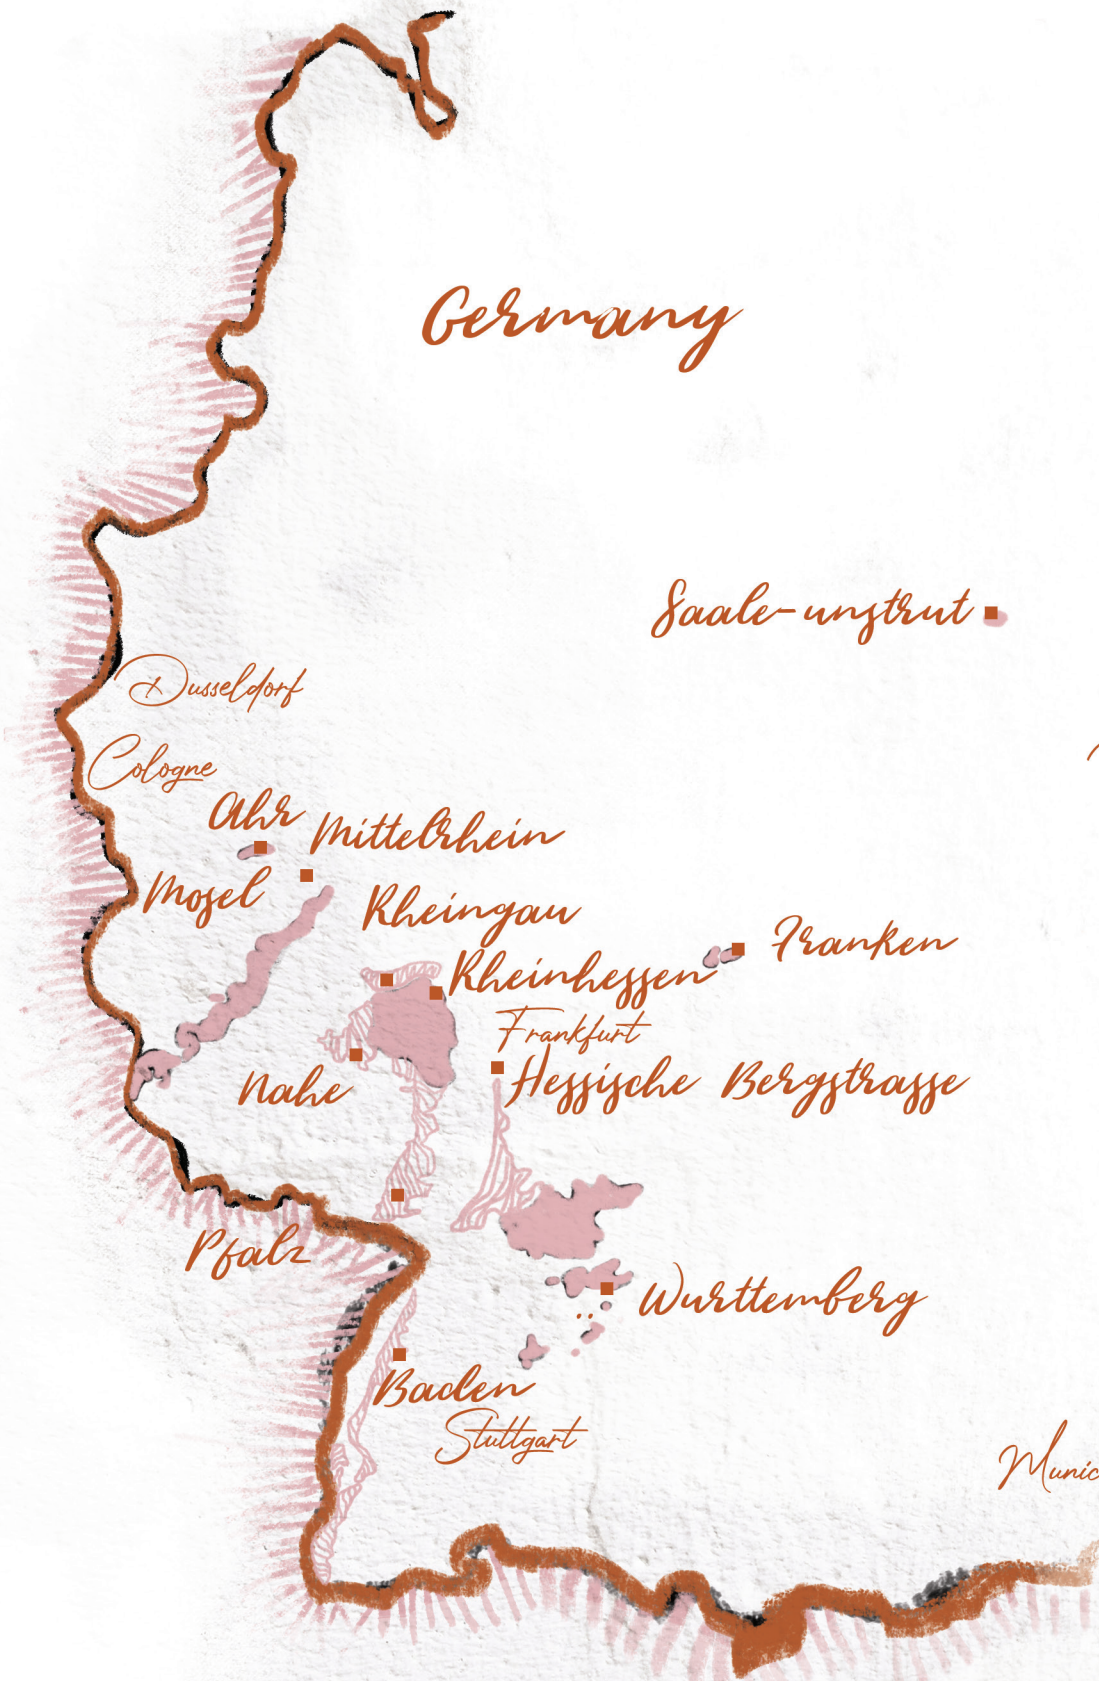 Germany
Saale-unstrut
Dusseldorf
Cologne
Ahr
Mittelrhein
Mosel
Rheingau
Franken
Rheinhessen
Frankfurt
Nahe
Hessische Bergstrasse
Pfalz
Wurttemberg
Baden
Stuttgart
Munic